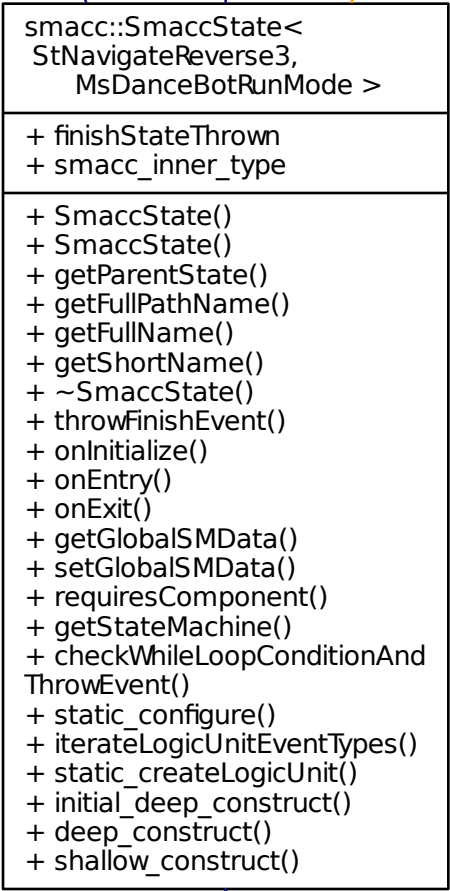 smacc::SmaccState<
StNavigateReverse3,
MsDanceBotRunMode >
+ finishStateThrown
+ smacc_inner_type
+ SmaccState()
+ SmaccState()
+ getParentState()
+ getFullPathName()
+ getFullName()
+ getShortName()
+ ~SmaccState()
+ throwFinishEvent()
+ onInitialize()
+ onEntry()
+ onExit()
+ getGlobalSMData()
+ setGlobalSMData()
+ requiresComponent()
+ getStateMachine()
+ checkWhileLoopConditionAnd
ThrowEvent()
+ static_configure()
+ iterateLogicUnitEventTypes()
+ static_createLogicUnit()
+ initial_deep_construct()
+ deep_construct()
+ shallow_construct()